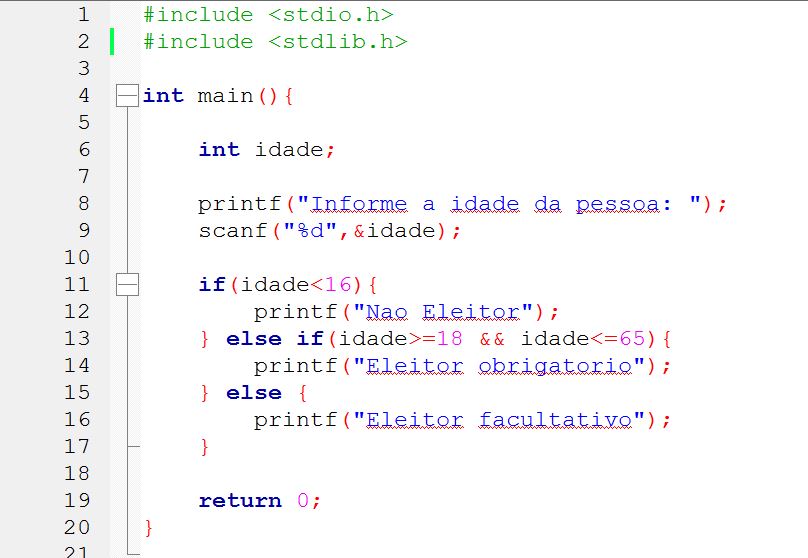 1 #include <stdio.h>
2 #include <stdlib.h>
3
4 int main(){
5
6 int idade;
7
8 printf("Informe a idade da pessoa: ");
9 scanf("%d",&idade);
10
11 if(idade<16){
12 printf("Nao Eleitor");
13 } else if(idade>=18 && idade<=65){
14 printf("Eleitor obrigatorio");
15 } else {
16 printf("Eleitor facultativo");
17 }
18
19 return 0;
20 }
21